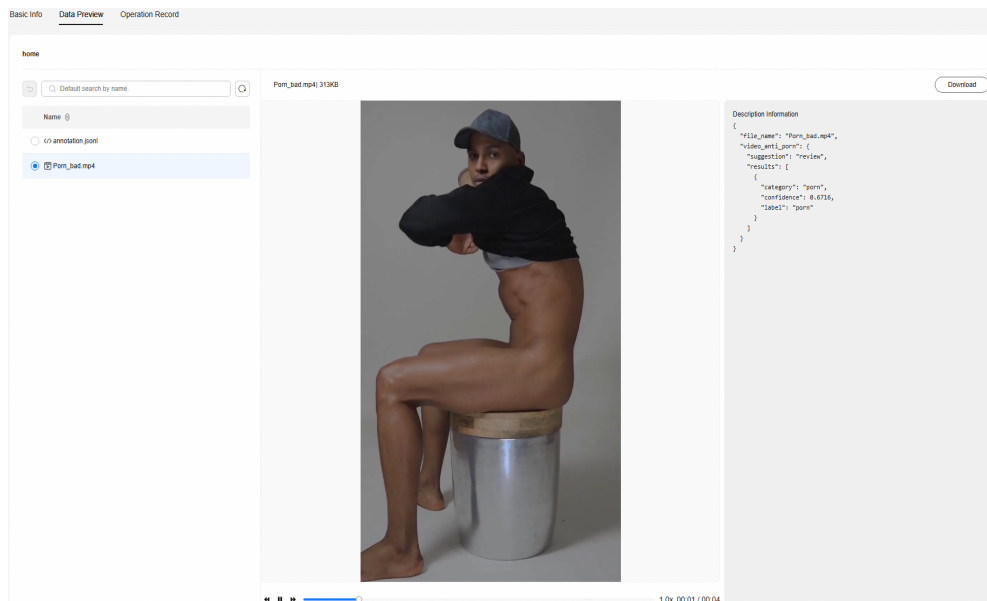 Basic Info Data Preview Operation Record
home
Default search by name.
Porn_bad.mp4| 313KB
Download
Name
</> annotation.jsonl
Porn_bad.mp4
Description Information
{
"file_name": "Porn_bad.mp4",
"video_anti_porn": {
"suggestion": "review",
"results": [
{
"category": "porn",
"confidence": 0.6716,
"label": "porn"
}
]
}
}
1.0x 00:01 / 00:04